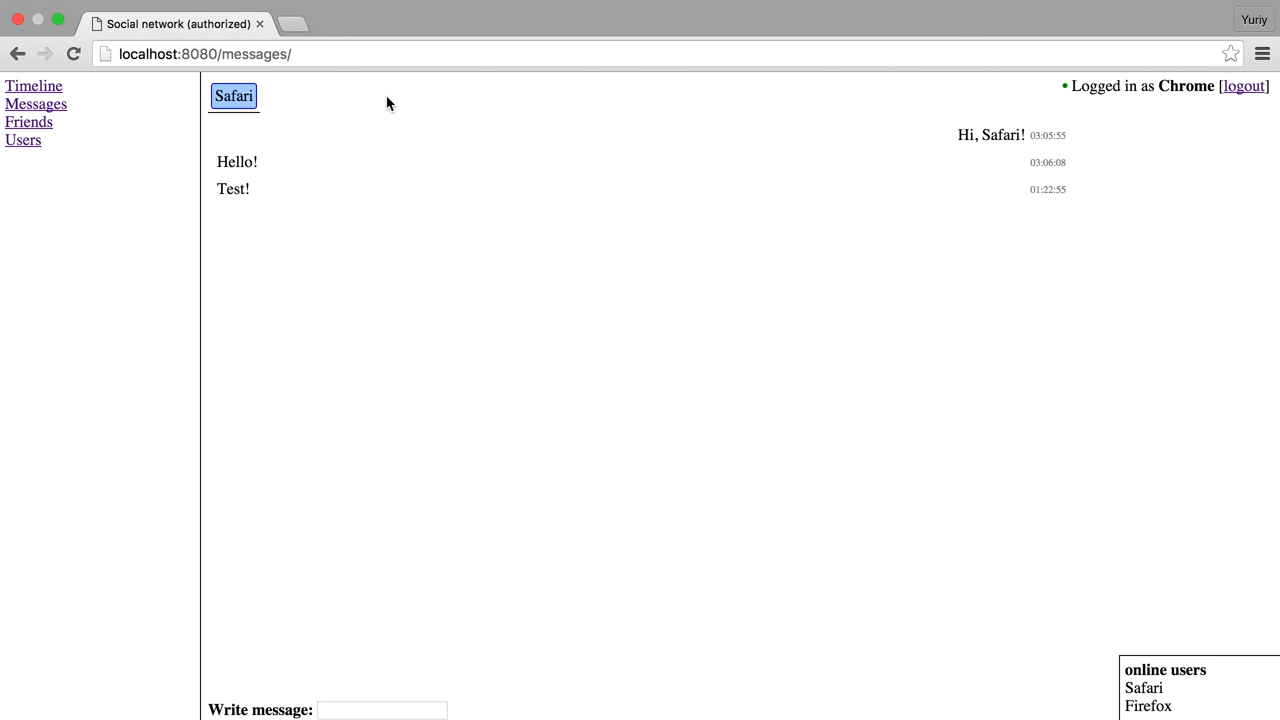 Social network (authorized)
Yuriy
localhost:8080/messages/
Timeline
Messages
Friends
Users
Safari
• Logged in as Chrome [logout]
Hi, Safari! 03:05:55
Hello! 03:06:08
Test! 01:22:55
online users
Safari
Firefox
Write message: